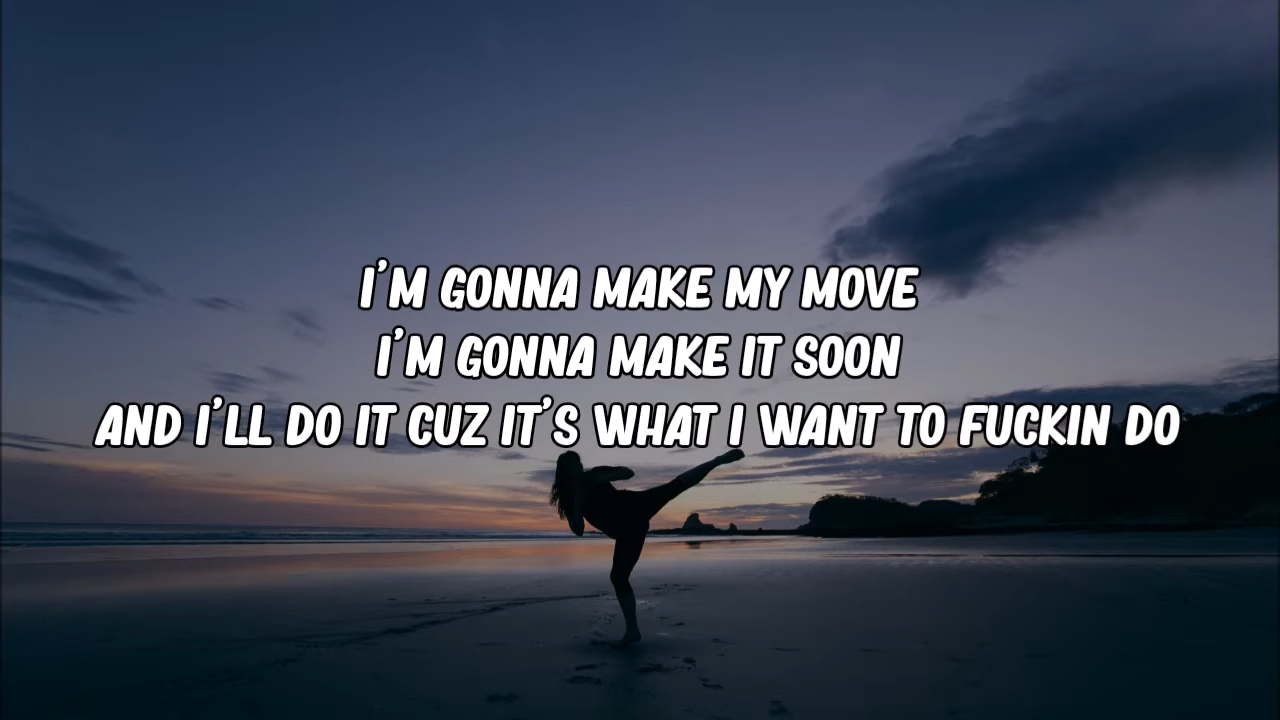 I'M GONNA MAKE MY MOVE
I'M GONNA MAKE IT SOON
AND I'LL DO IT CUZ IT'S WHAT I WANT TO FUCKIN DO